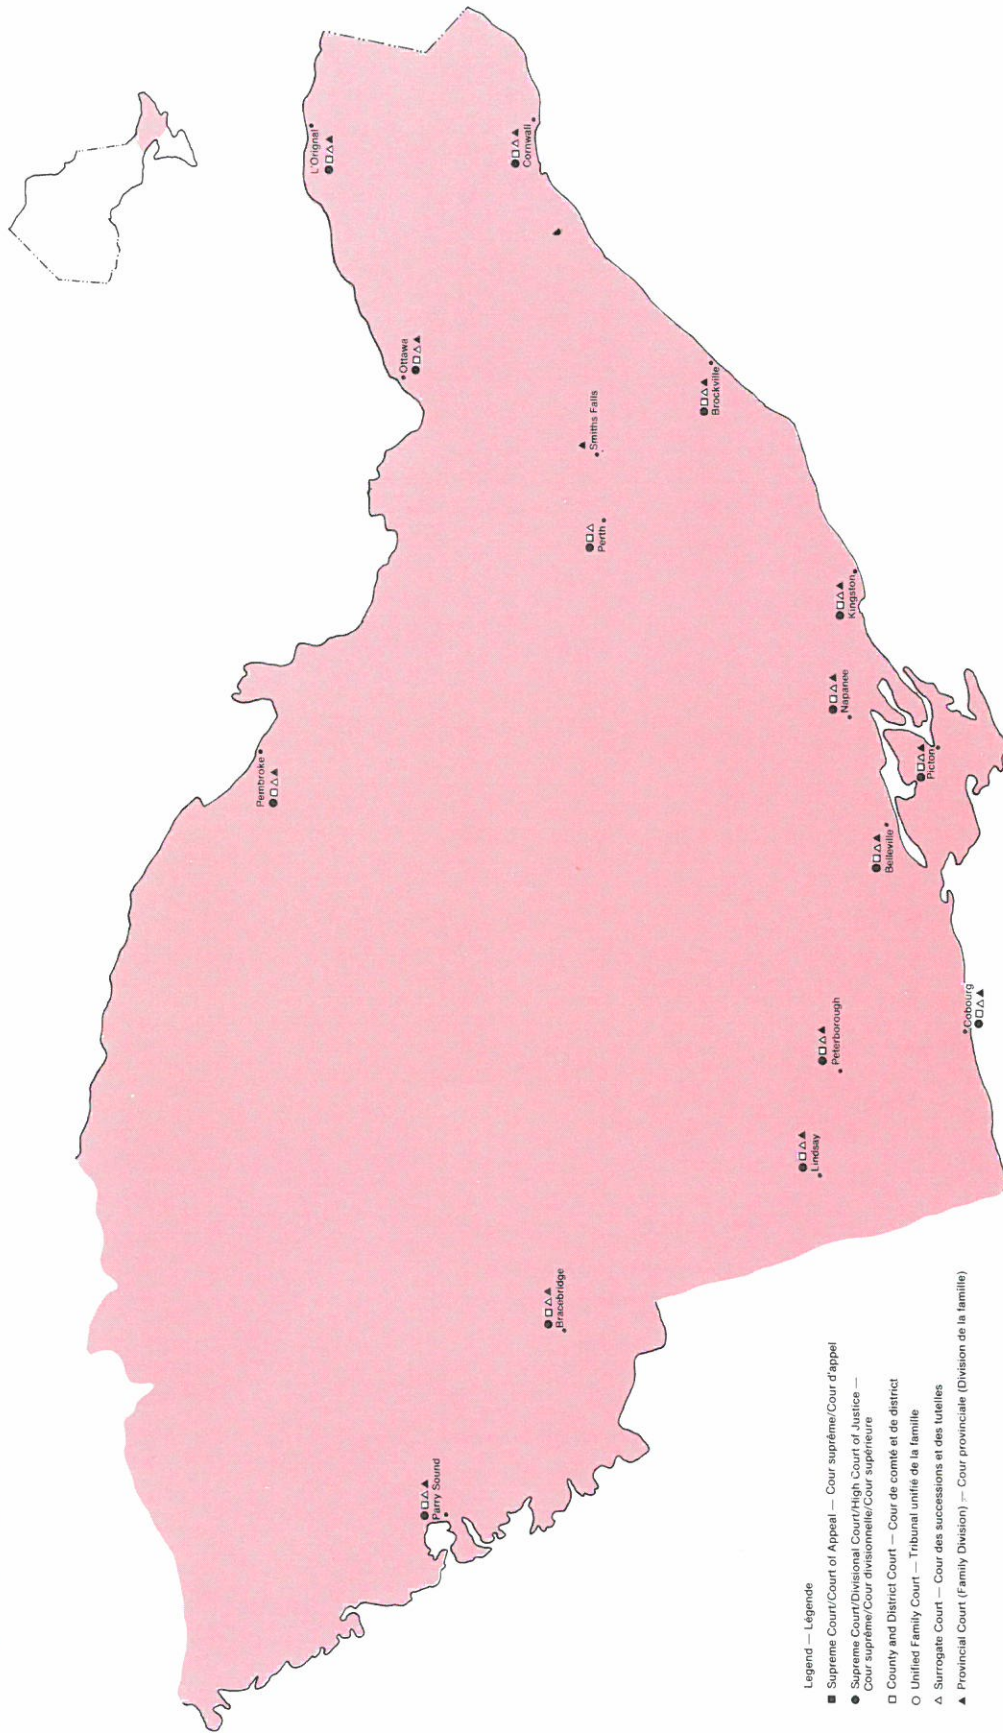 Pembroke
L'Orignal
Ottawa
Parry Sound
Cornwall
Bracebridge
Smiths Falls
Perth
Brockville
Lindsay
Peterborough
Napanee
Kingston
Belleville
Picton
Cobourg
Legend — Légende
Supreme Court/Court of Appeal — Cour suprême/Cour d'appel
Supreme Court/Divisional Court/High Court of Justice —
Cour suprême/Cour divisionnelle/Cour supérieure
County and District Court — Cour de comté et de district
Unified Family Court — Tribunal unifié de la famille
Surrogate Court — Cour des successions et des tutelles
Provincial Court (Family Division) — Cour provinciale (Division de la famille)